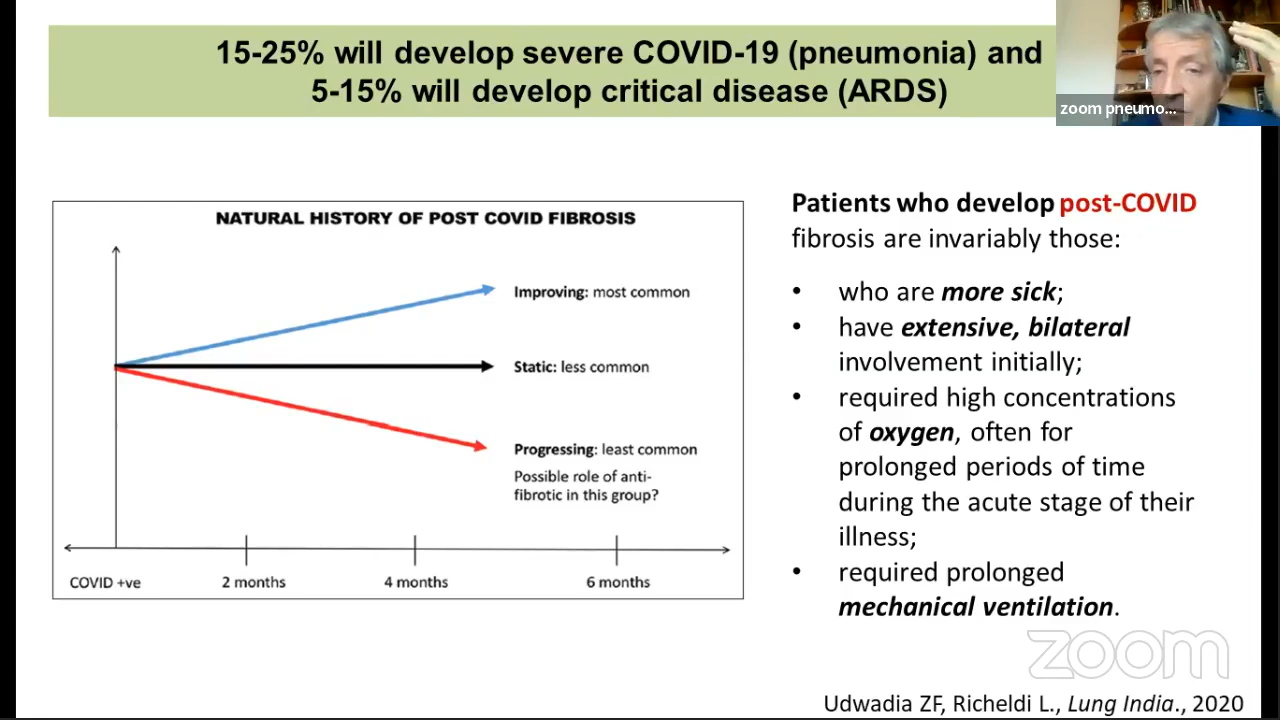 15-25% will develop severe COVID-19 (pneumonia) and
5-15% will develop critical disease (ARDS)
zoom pneumo...
NATURAL HISTORY OF POST COVID FIBROSIS
Improving: most common
Static: less common
Progressing: least common
Possible role of anti-
fibrotic in this group?
COVID +ve
2 months
4 months
6 months
Patients who develop post-COVID
fibrosis are invariably those:
• who are more sick;
• have extensive, bilateral
involvement initially;
• required high concentrations
of oxygen, often for
prolonged periods of time
during the acute stage of their
illness;
• required prolonged
mechanical ventilation.
zoom
Udwadia ZF, Richeldi L., Lung India., 2020